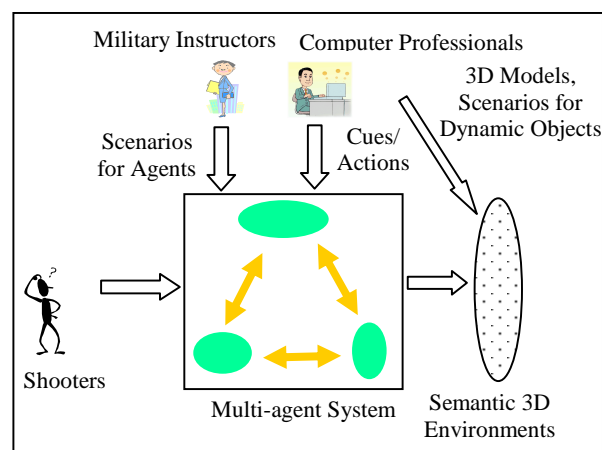 Military Instructors
Computer Professionals
3D Models,
Scenarios for
Dynamic Objects
Scenarios
for Agents
Cues/
Actions
?
Shooters
Multi-agent System
Semantic 3D
Environments